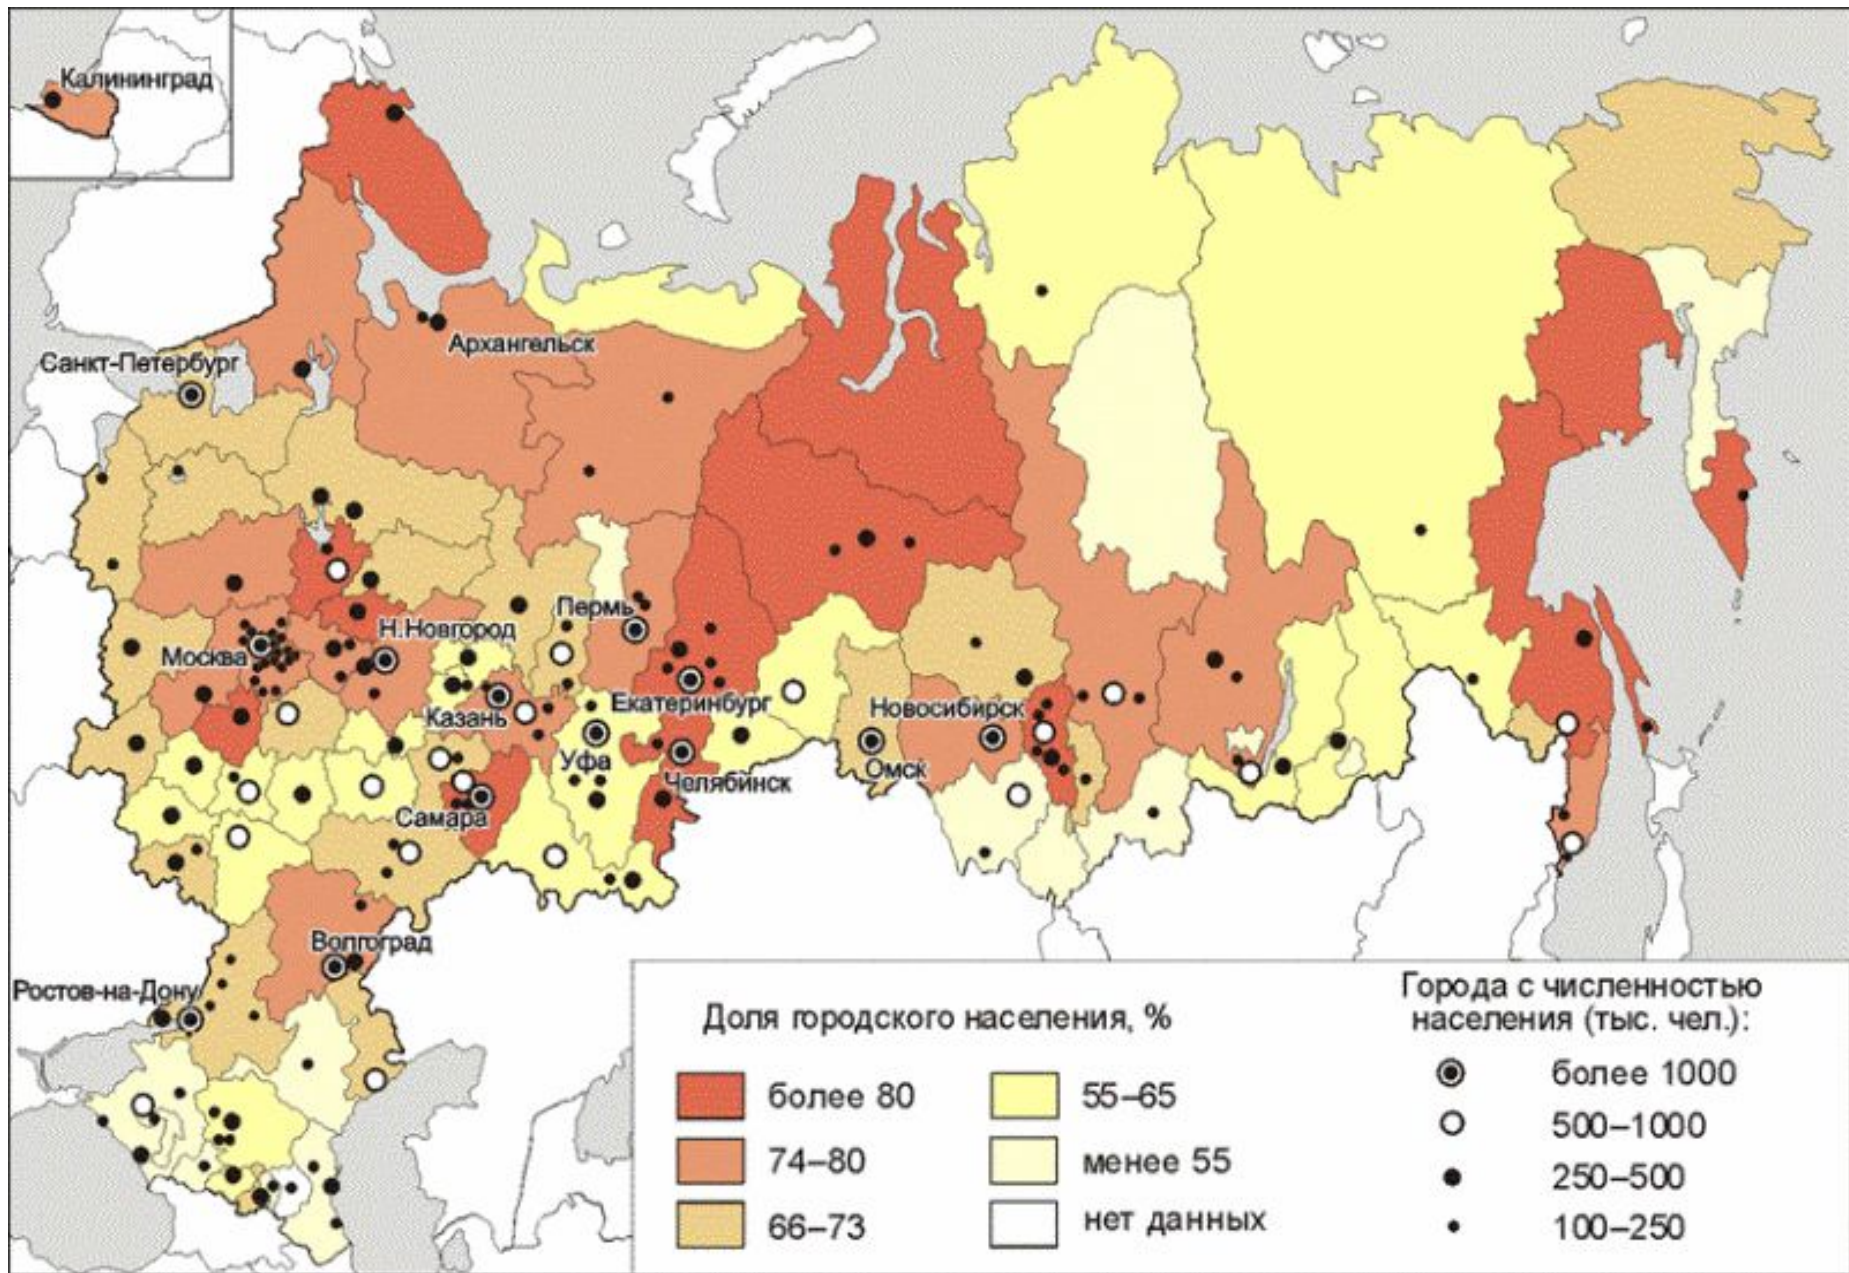 Калининград
Архангельск
Санкт-Петербург
Пермь
Н.Новгород
Москва
Екатеринбург
Казань
Новосибирск
Уфа
Омск
Челябинск
Самара
Волгоград
Ростов-на-Дону
Доля городского населения, %
более 80
74–80
66–73
55–65
менее 55
нет данных
Города с численностью
населения (тыс. чел.):
более 1000
500–1000
250–500
100–250